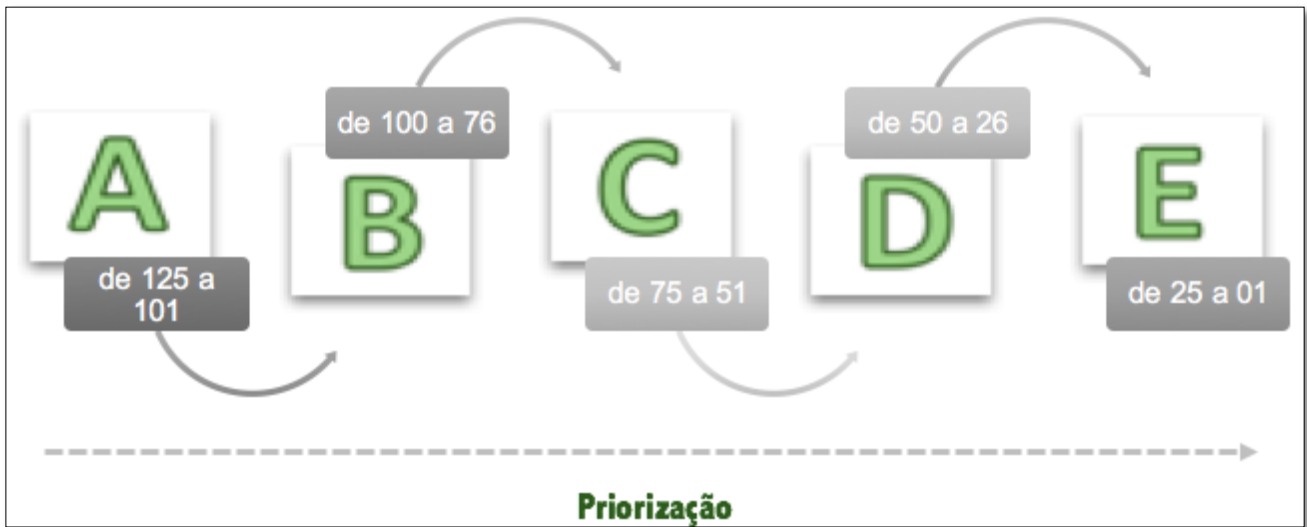 A
de 125 a
101
B
de 100 a 76
C
de 75 a 51
D
de 50 a 26
E
de 25 a 01
Priorização